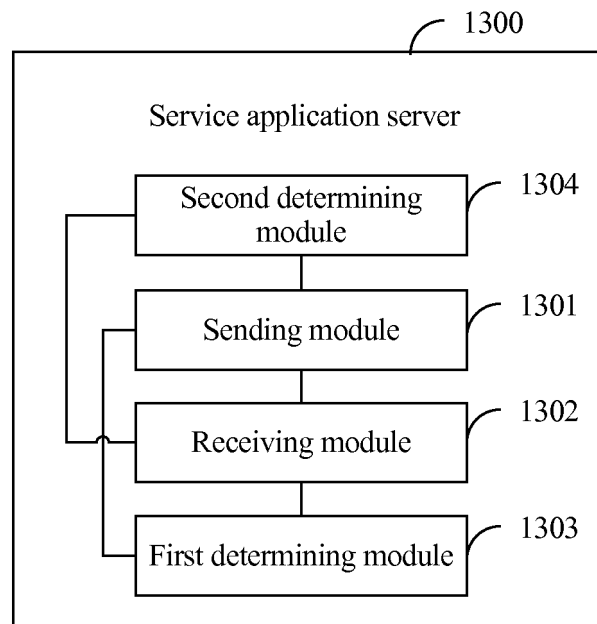 1300
Service application server
1304
Second determining
module
1301
Sending module
1302
Receiving module
1303
First determining module